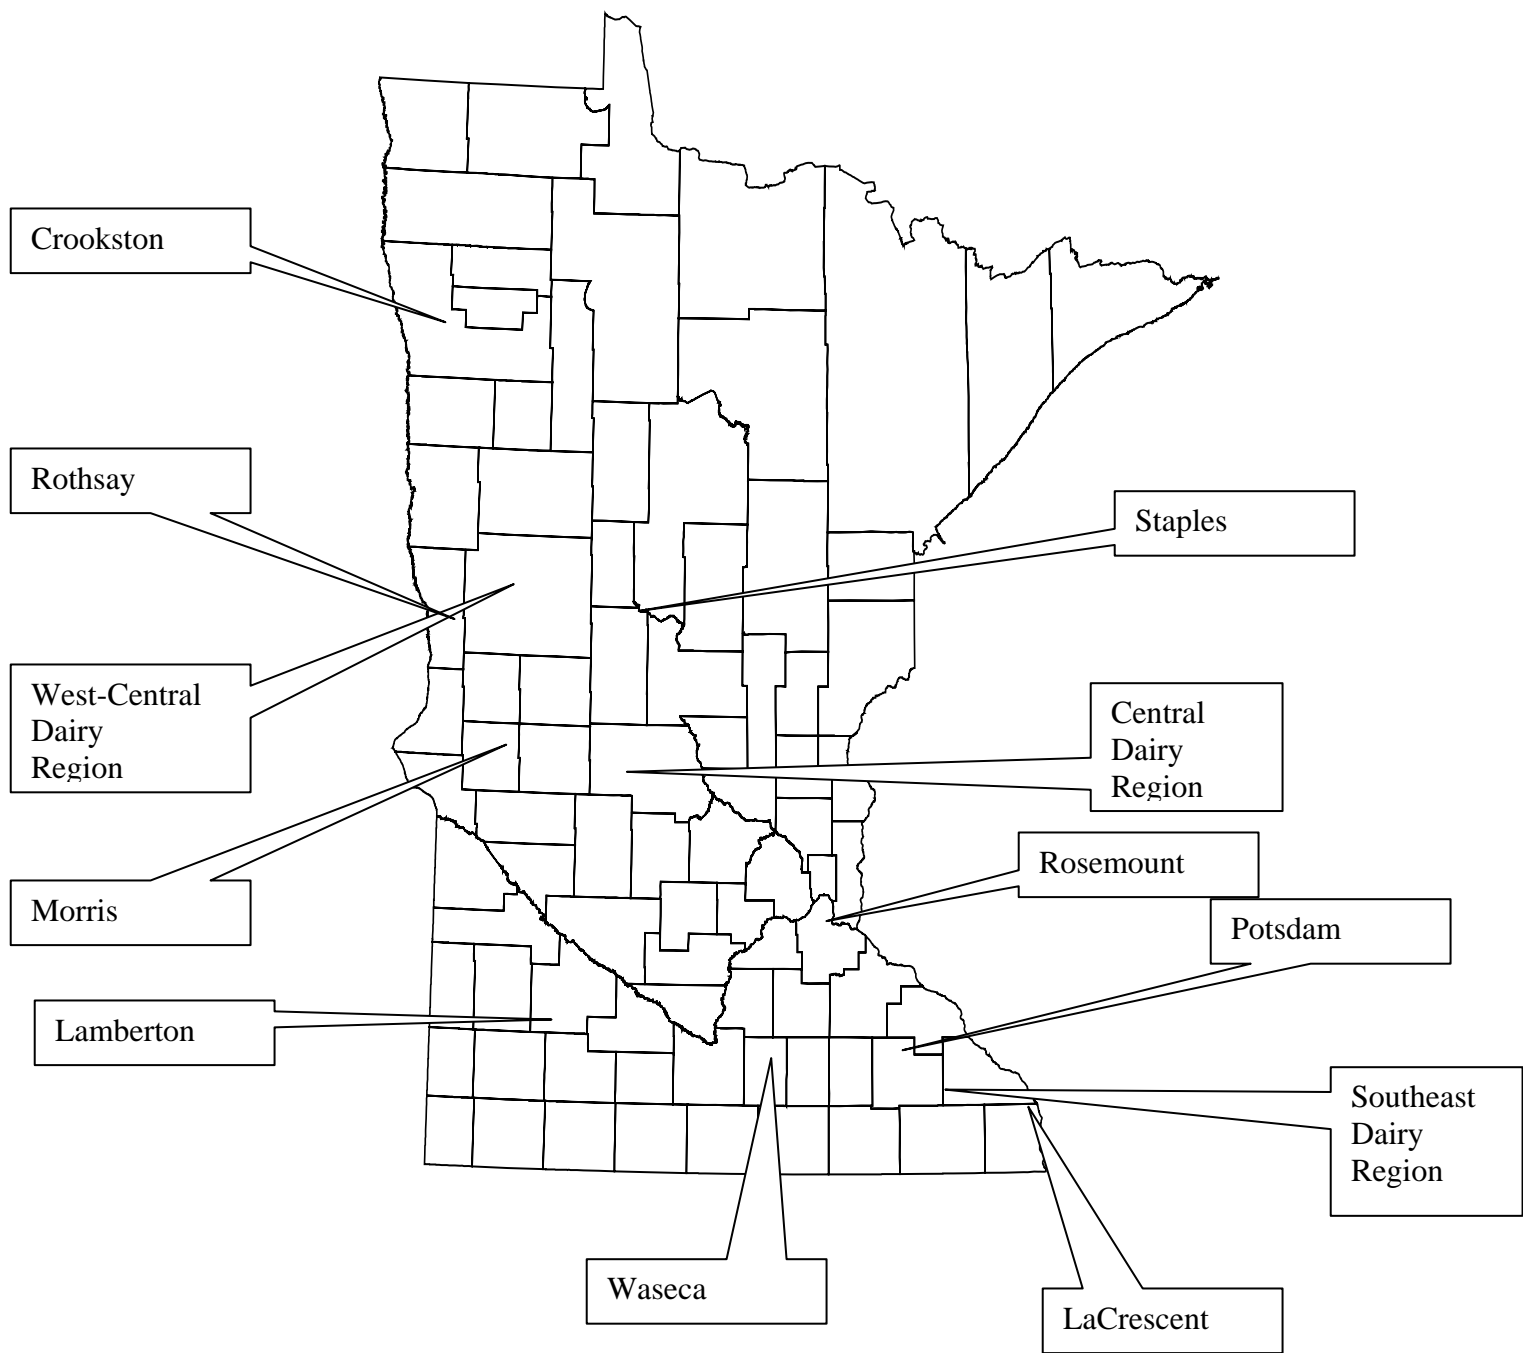 Crookston
Rothsay
Staples
West-Central
Dairy
Region
Central
Dairy
Region
Rosemount
Morris
Potsdam
Lamberton
Southeast
Dairy
Region
Waseca
LaCrescent